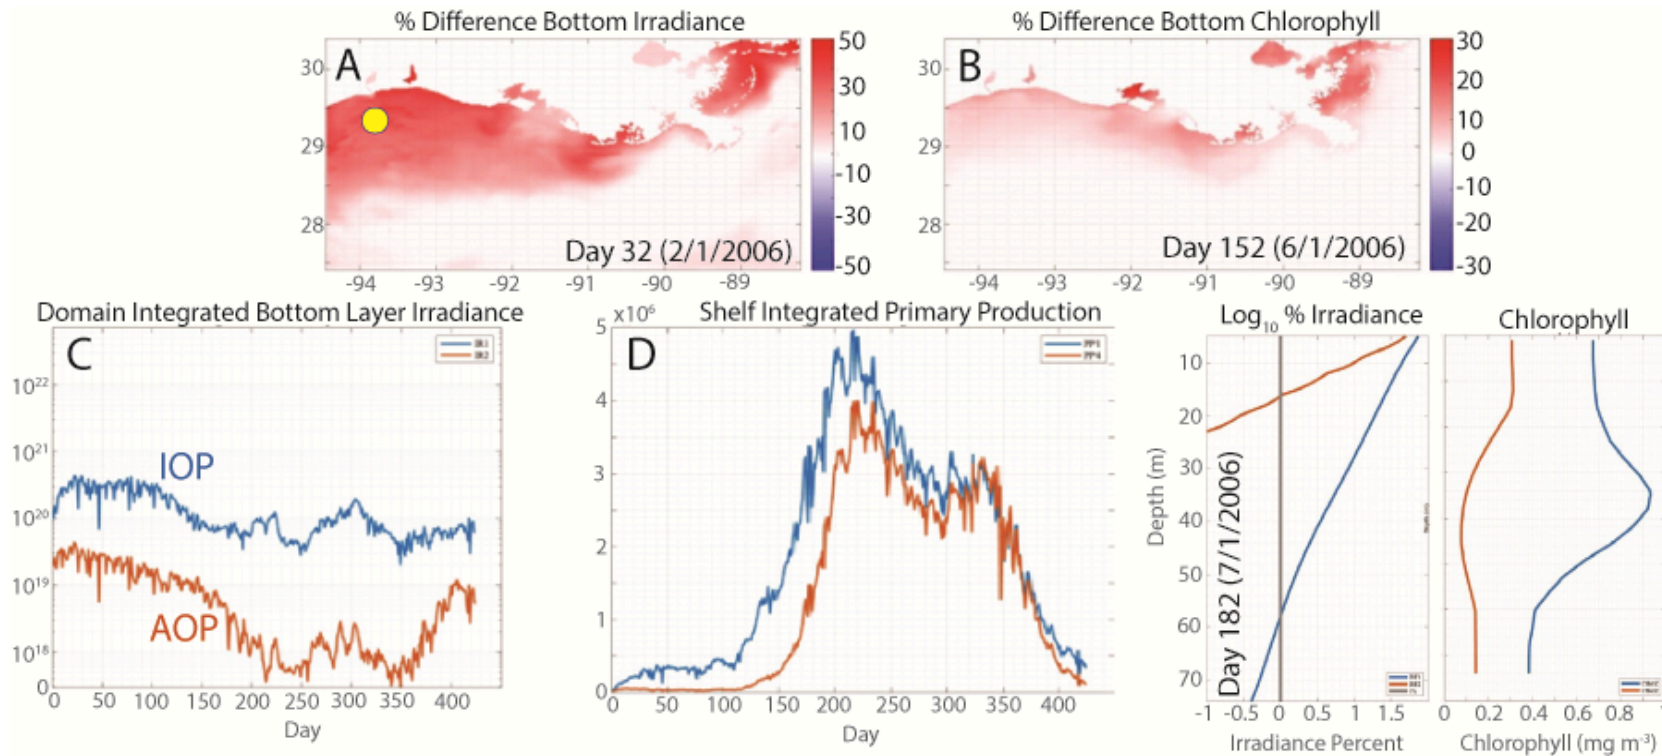 % Difference Bottom Irradiance
A
30
29
28
Day 32 (2/1/2006)
-94 -93 -92 -91 -90 -89
50
30
10
-10
-30
-50
% Difference Bottom Chlorophyll
B
30
29
28
Day 152 (6/1/2006)
-94 -93 -92 -91 -90 -89
30
20
10
0
-10
-20
-30
Domain Integrated Bottom Layer Irradiance
C
IR1
IR2
10²²
10²¹
10²⁰
10¹⁹
10¹⁸
0
IOP
AOP
0 50 100 150 200 250 300 350 400
Day
Shelf Integrated Primary Production
D
x10⁶
PP1
PP4
5
4
3
2
1
0
0 50 100 150 200 250 300 350 400
Day
Log₁₀ % Irradiance
10
20
30
40
50
60
70
Depth (m)
Day 182 (7/1/2006)
-1 -0.5 0 0.5 1 1.5
Irradiance Percent
Chlorophyll
0 0.2 0.4 0.6 0.8 1
Chlorophyll (mg m⁻³)